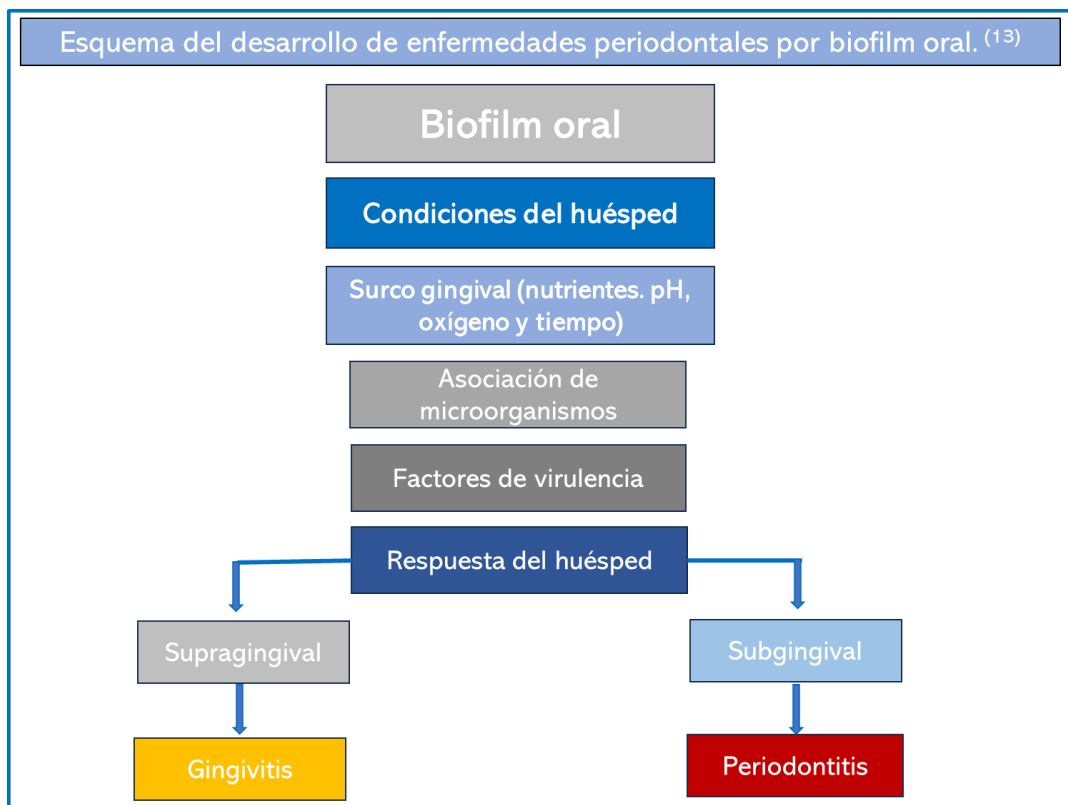 Esquema del desarrollo de enfermedades periodontales por biofilm oral. (13)
Biofilm oral
Condiciones del huésped
Surco gingival (nutrientes. pH,
oxígeno y tiempo)
Asociación de
microorganismos
Factores de virulencia
Respuesta del huésped
Supragingival
Subgingival
Gingivitis
Periodontitis